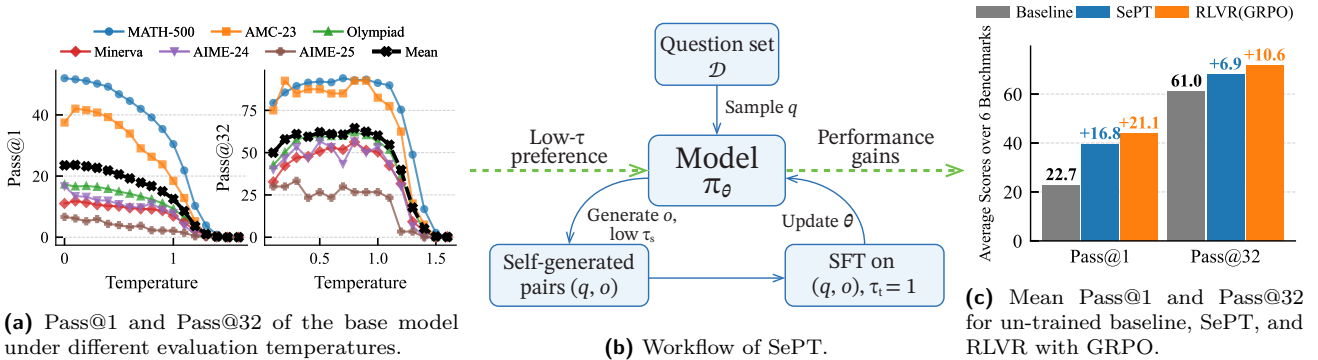 MATH-500 AMC-23 Olympiad
Minerva AIME-24 AIME-25 Mean
Pass@1
40
20
0
0 1
Temperature
Pass@32
75
50
25
0
0.5 1.0 1.5
Temperature
(a) Pass@1 and Pass@32 of the base model
under different evaluation temperatures.
Question set
𝒟
Sample q
Low-τ
preference
Model
π_θ
Performance
gains
Generate o,
low τ_s
Update θ
Self-generated
pairs (q, o)
SFT on
(q, o), τ_t = 1
(b) Workflow of SePT.
Baseline SePT RLVR(GRPO)
Average Scores over 6 Benchmarks
80
60
40
20
0
22.7
+16.8
+21.1
61.0
+6.9
+10.6
Pass@1 Pass@32
(c) Mean Pass@1 and Pass@32
for un-trained baseline, SePT, and
RLVR with GRPO.